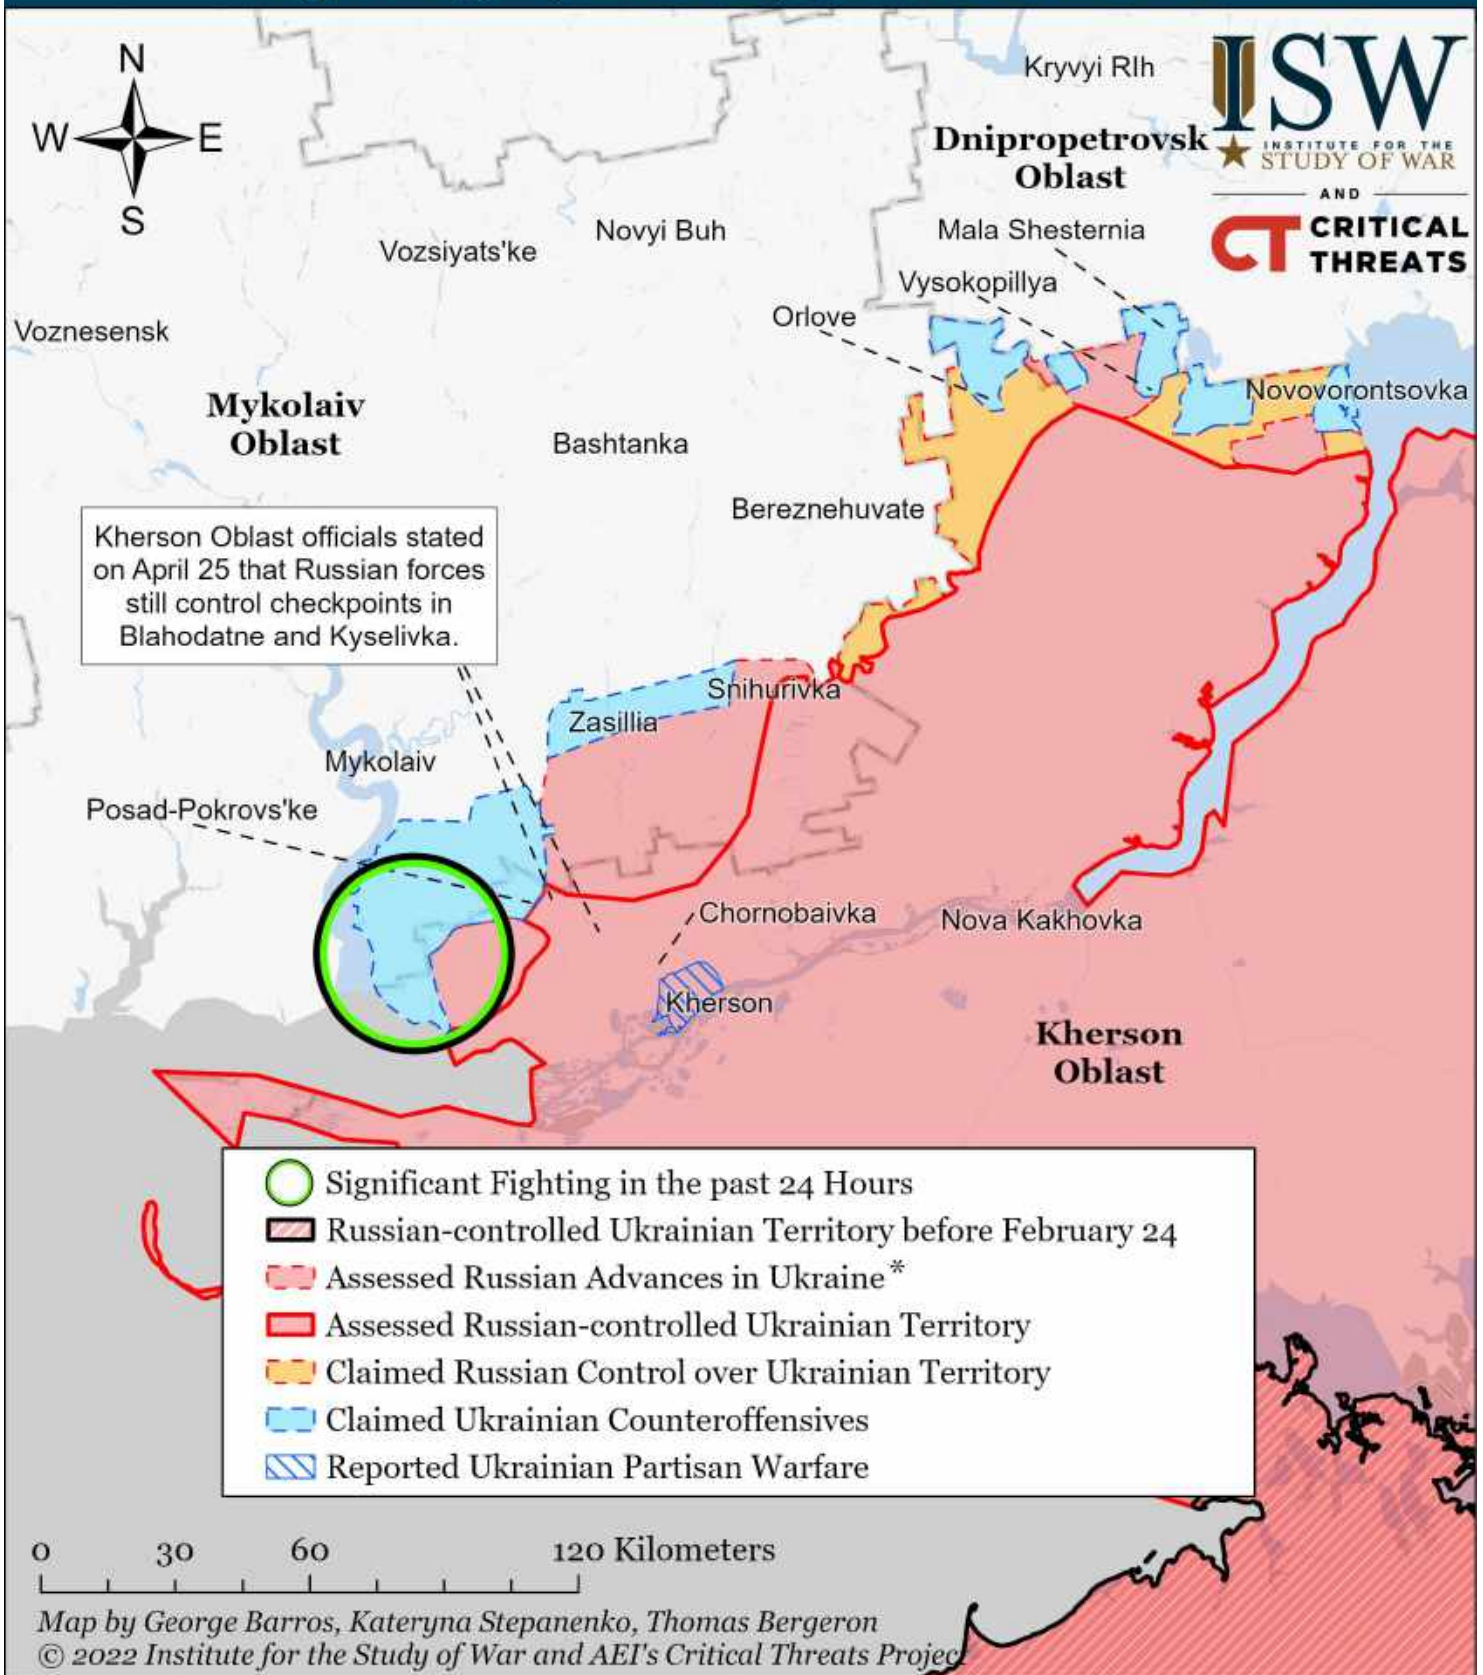 N
W E
S
Kryvyi RIh
ISW
INSTITUTE FOR THE
STUDY OF WAR
AND
CT CRITICAL
THREATS
Dnipropetrovsk
Oblast
Mala Shesternia
Novyi Buh
Vozsiyats'ke
Vysokopillya
Orlove
Voznesensk
Novovorontsovka
Mykolaiv
Oblast
Bashtanka
Bereznehuvate
Kherson Oblast officials stated
on April 25 that Russian forces
still control checkpoints in
Blahodatne and Kyselivka.
Snihurivka
Zasillia
Mykolaiv
Posad-Pokrovs'ke
Chornobaivka
Nova Kakhovka
Kherson
Kherson
Oblast
Significant Fighting in the past 24 Hours
Russian-controlled Ukrainian Territory before February 24
Assessed Russian Advances in Ukraine*
Assessed Russian-controlled Ukrainian Territory
Claimed Russian Control over Ukrainian Territory
Claimed Ukrainian Counteroffensives
Reported Ukrainian Partisan Warfare
0 30 60 120 Kilometers
Map by George Barros, Kateryna Stepanenko, Thomas Bergeron
© 2022 Institute for the Study of War and AEI's Critical Threats Project